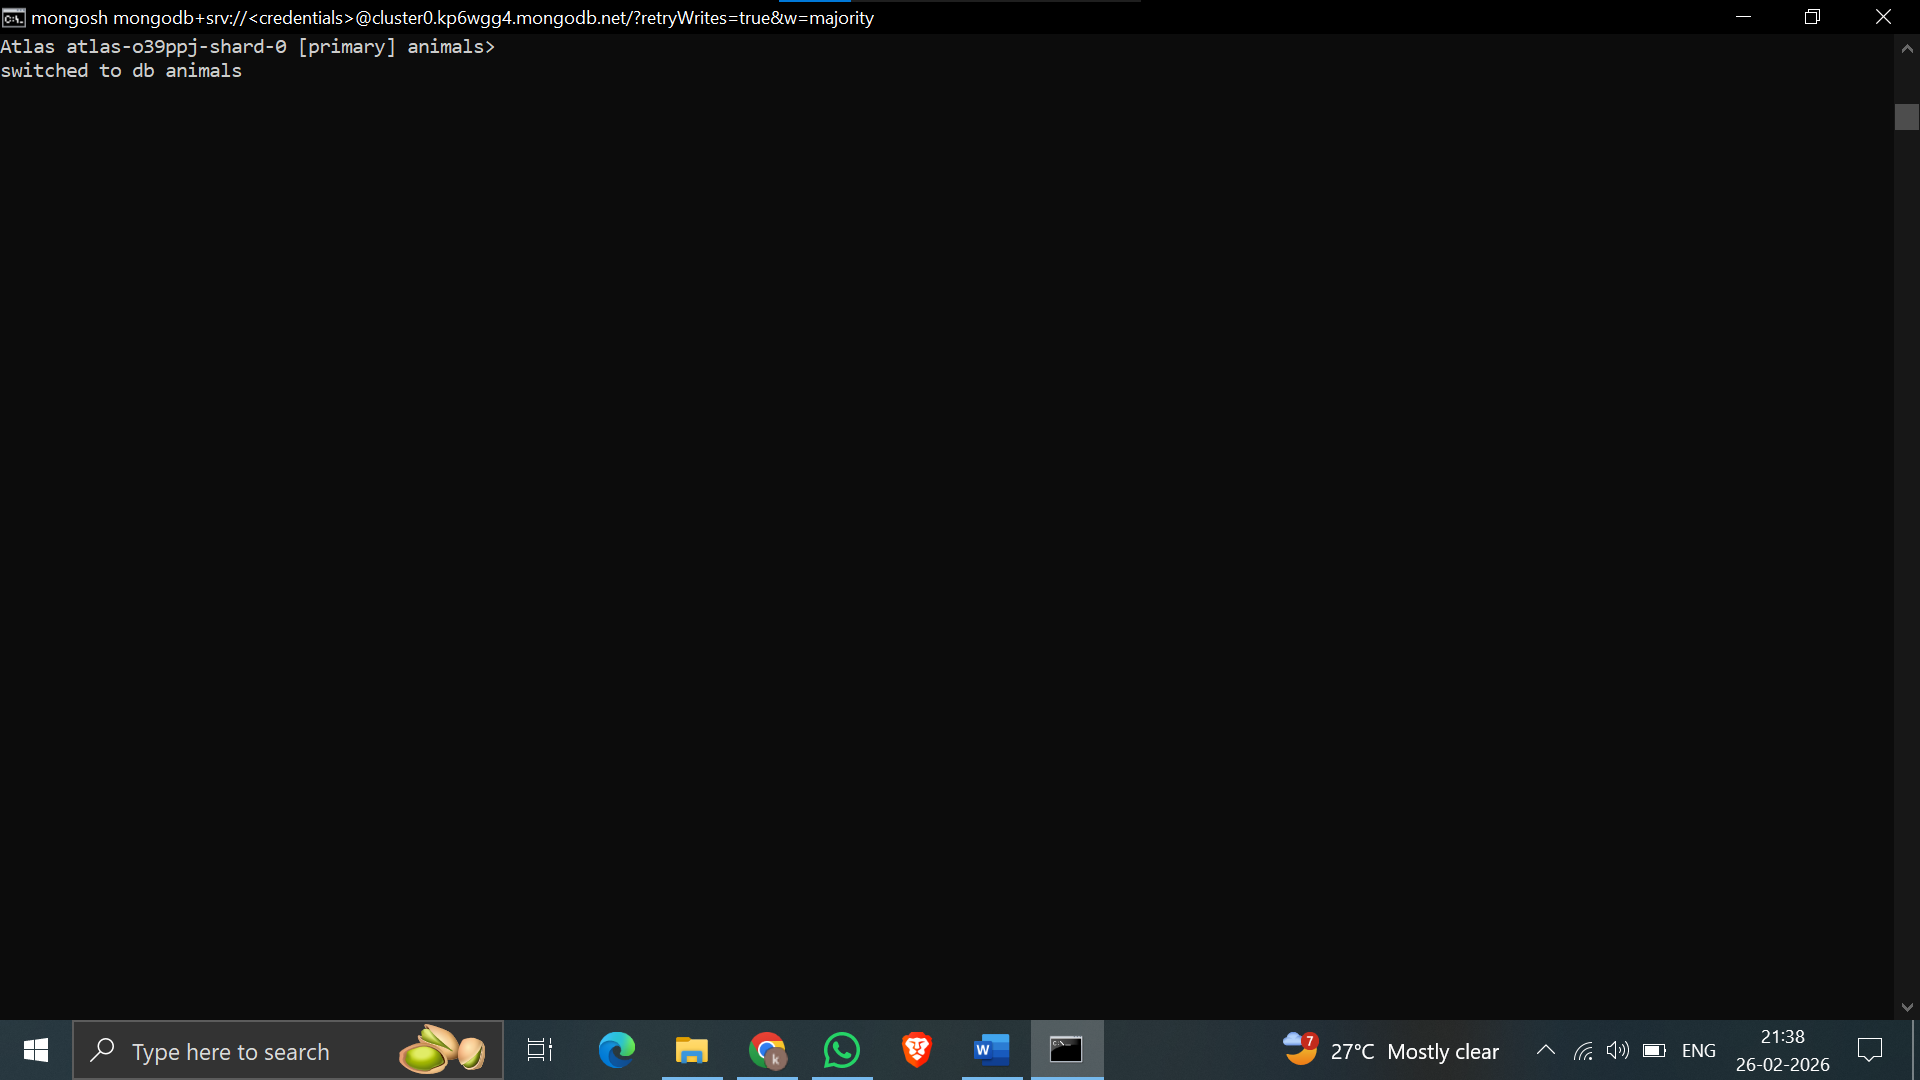 mongosh mongodb+srv://<credentials>@cluster0.kp6wgg4.mongodb.net/?retryWrites=true&w=majority
Atlas atlas-o39ppj-shard-0 [primary] animals>
switched to db animals
Type here to search
k
W
7
27°C Mostly clear
ENG
21:38
26-02-2026